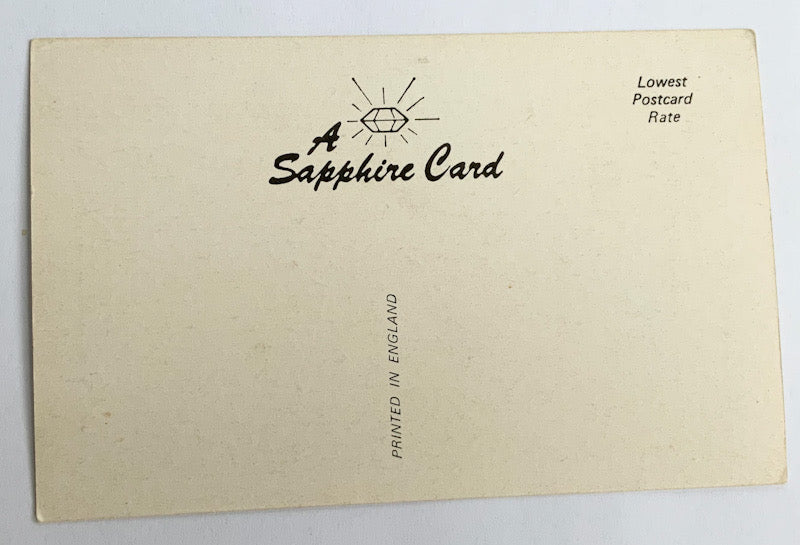 Lowest
Postcard
Rate
A
Sapphire Card
PRINTED IN ENGLAND